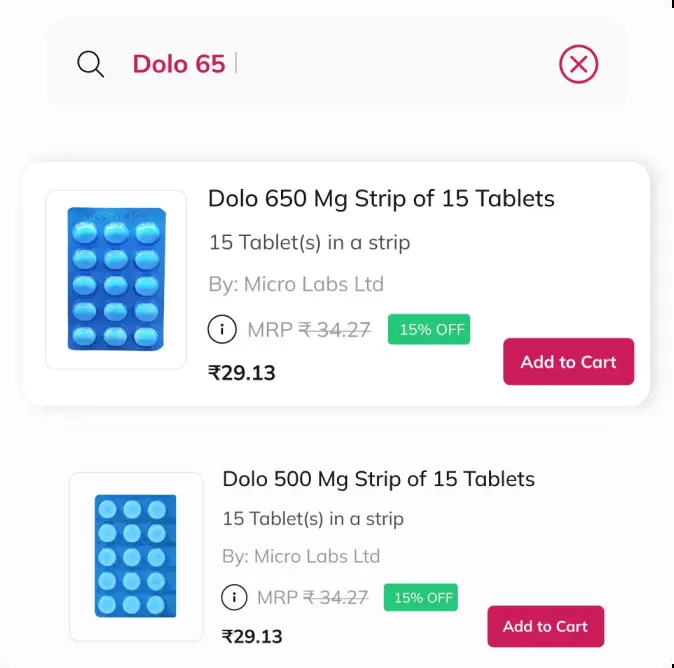 Dolo 65
Dolo 650 Mg Strip of 15 Tablets
15 Tablet(s) in a strip
By: Micro Labs Ltd
MRP ₹ 34.27 15% OFF
₹29.13
Add to Cart
Dolo 500 Mg Strip of 15 Tablets
15 Tablet(s) in a strip
By: Micro Labs Ltd
MRP ₹ 34.27 15% OFF
₹29.13
Add to Cart